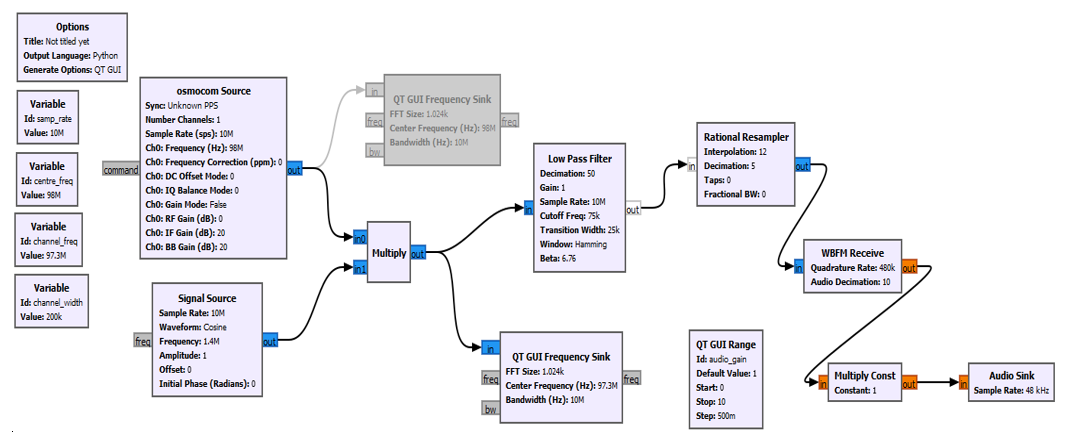 Options
Title: Not titled yet
Output Language: Python
Generate Options: QT GUI
Variable
Id: samp_rate
Value: 10M
Variable
Id: centre_freq
Value: 98M
Variable
Id: channel_freq
Value: 97.3M
Variable
Id: channel_width
Value: 200k
osmocom Source
Sync: Unknown PPS
Number Channels: 1
Sample Rate (sps): 10M
Ch0: Frequency (Hz): 98M
Ch0: Frequency Correction (ppm): 0
Ch0: DC Offset Mode: 0
Ch0: IQ Balance Mode: 0
Ch0: Gain Mode: False
Ch0: RF Gain (dB): 0
Ch0: IF Gain (dB): 20
Ch0: BB Gain (dB): 20
command
out
Signal Source
Sample Rate: 10M
Waveform: Cosine
Frequency: 1.4M
Amplitude: 1
Offset: 0
Initial Phase (Radians): 0
freq
out
QT GUI Frequency Sink
FFT Size: 1.024k
Center Frequency (Hz): 98M
Bandwidth (Hz): 10M
in
freq
bw
freq
Multiply
in0
in1
out
Low Pass Filter
Decimation: 50
Gain: 1
Sample Rate: 10M
Cutoff Freq: 75k
Transition Width: 25k
Window: Hamming
Beta: 6.76
in
out
QT GUI Frequency Sink
FFT Size: 1.024k
Center Frequency (Hz): 97.3M
Bandwidth (Hz): 10M
in
freq
bw
freq
Rational Resampler
Interpolation: 12
Decimation: 5
Taps: 0
Fractional BW: 0
in
out
WBFM Receive
Quadrature Rate: 480k
Audio Decimation: 10
in
out
QT GUI Range
Id: audio_gain
Default Value: 1
Start: 0
Stop: 10
Step: 500m
Multiply Const
Constant: 1
in
out
Audio Sink
Sample Rate: 48 kHz
in